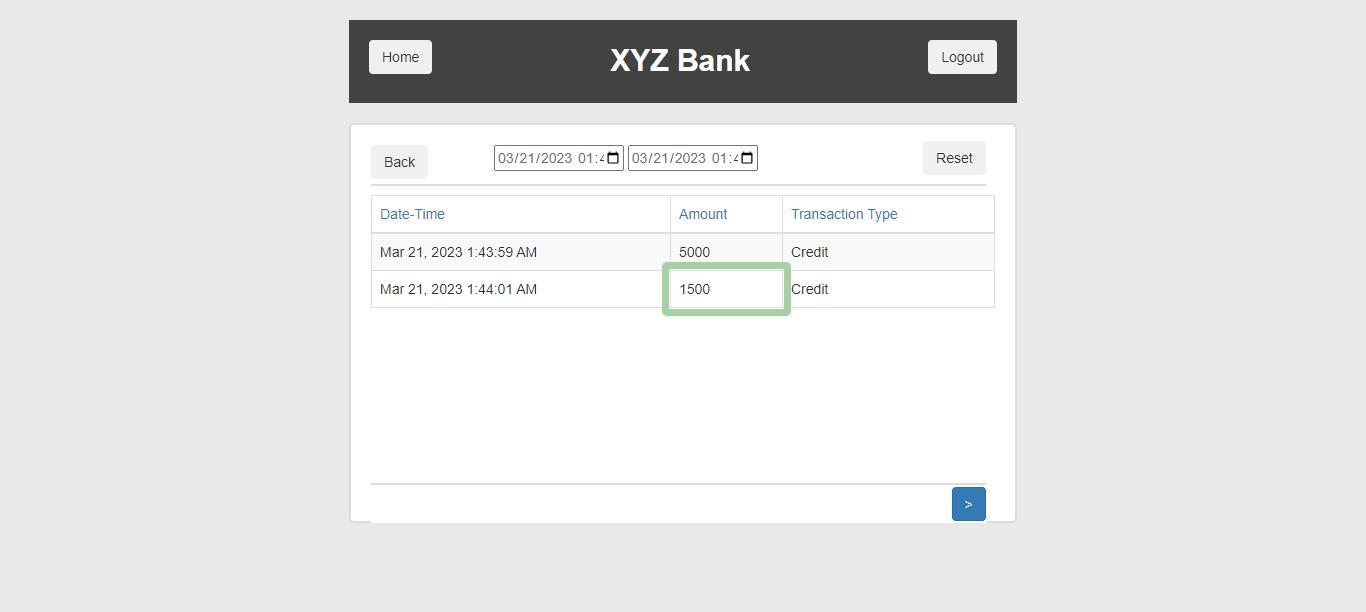 Home XYZ Bank Logout
Back 03/21/2023 01:4 03/21/2023 01:4 Reset
Date-Time Amount Transaction Type
Mar 21, 2023 1:43:59 AM 5000 Credit
Mar 21, 2023 1:44:01 AM 1500 Credit
>